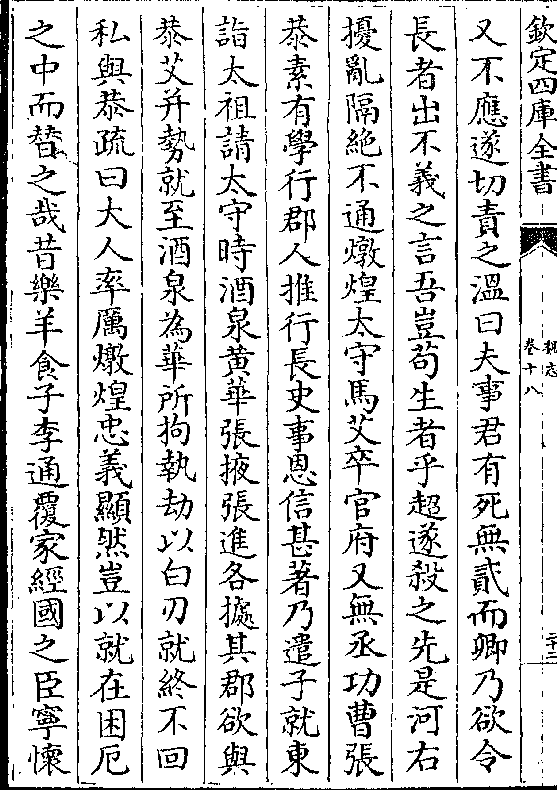 欽定四庫全書
魏志
卷十八
二十二
又不應遂切責之溫曰夫事君有死無貳而卿乃欲令
長者出不義之言吾豈茍生者乎超遂殺之先是河右
擾亂隔絶不通燉煌太守馬艾卒官府又無丞功曹張
恭素有學行郡人推行長史事恩信甚著乃遣子就東
詣太祖請太守時酒泉黄華張掖張進各據其郡欲與
恭艾并勢就至酒泉為華所拘執劫以白刃就終不回
私與恭疏曰大人率厲燉煌忠義顯然豈以就在困厄
之中而替之哉昔樂羊食子李通覆家經國之臣寧懷